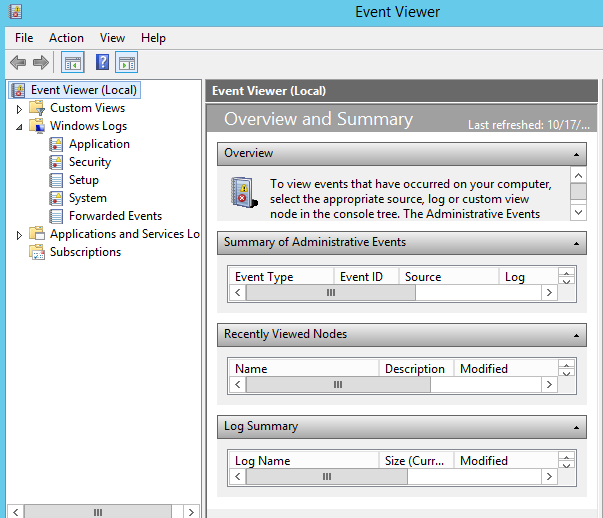 Event Viewer
File Action View Help
Event Viewer (Local)
Custom Views
Windows Logs
Application
Security
Setup
System
Forwarded Events
Applications and Services Lo
Subscriptions
Event Viewer (Local)
Overview and Summary Last refreshed: 10/17/...
Overview
To view events that have occurred on your computer,
select the appropriate source, log or custom view
node in the console tree. The Administrative Events
Summary of Administrative Events
Event Type Event ID Source Log
Recently Viewed Nodes
Name Description Modified
Log Summary
Log Name Size (Curr... Modified